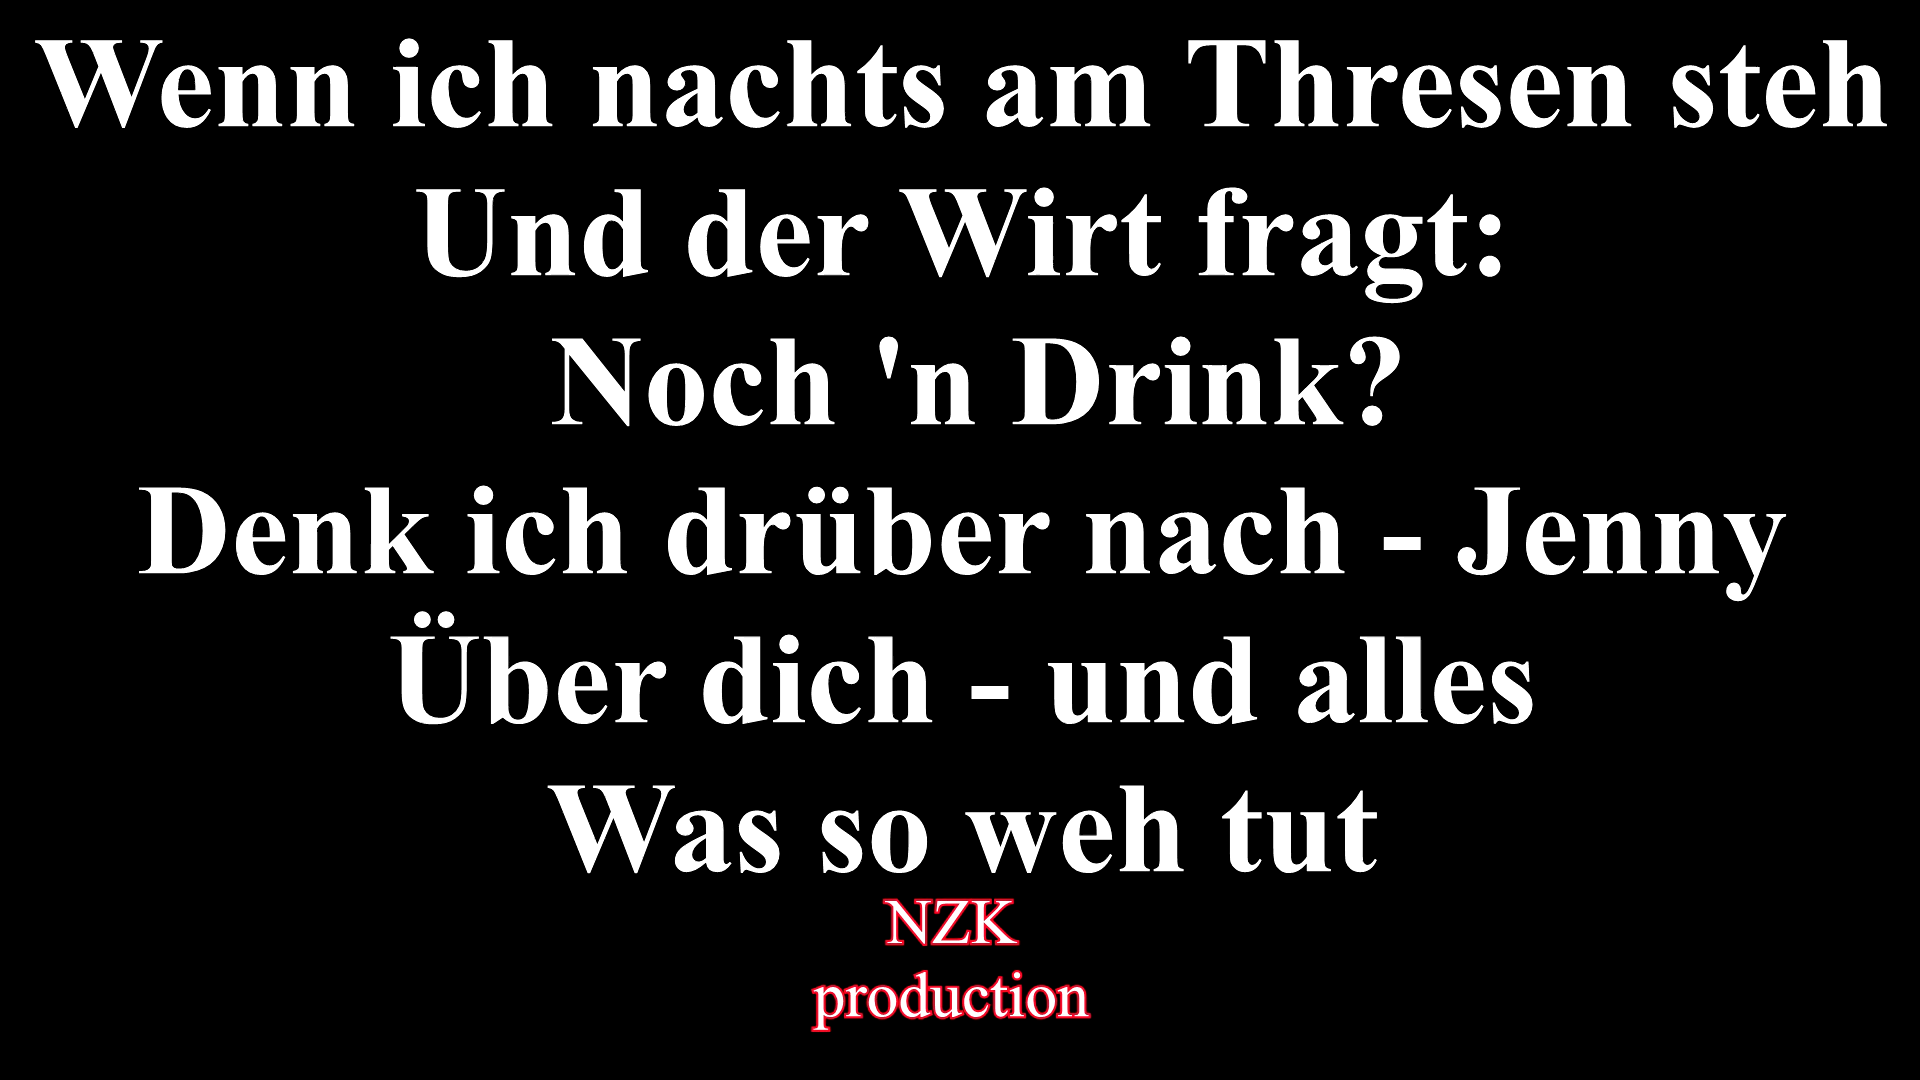 Wenn ich nachts am Thresen steh
Und der Wirt fragt:
Noch 'n Drink?
Denk ich drüber nach - Jenny
Über dich - und alles
Was so weh tut
NZK
production